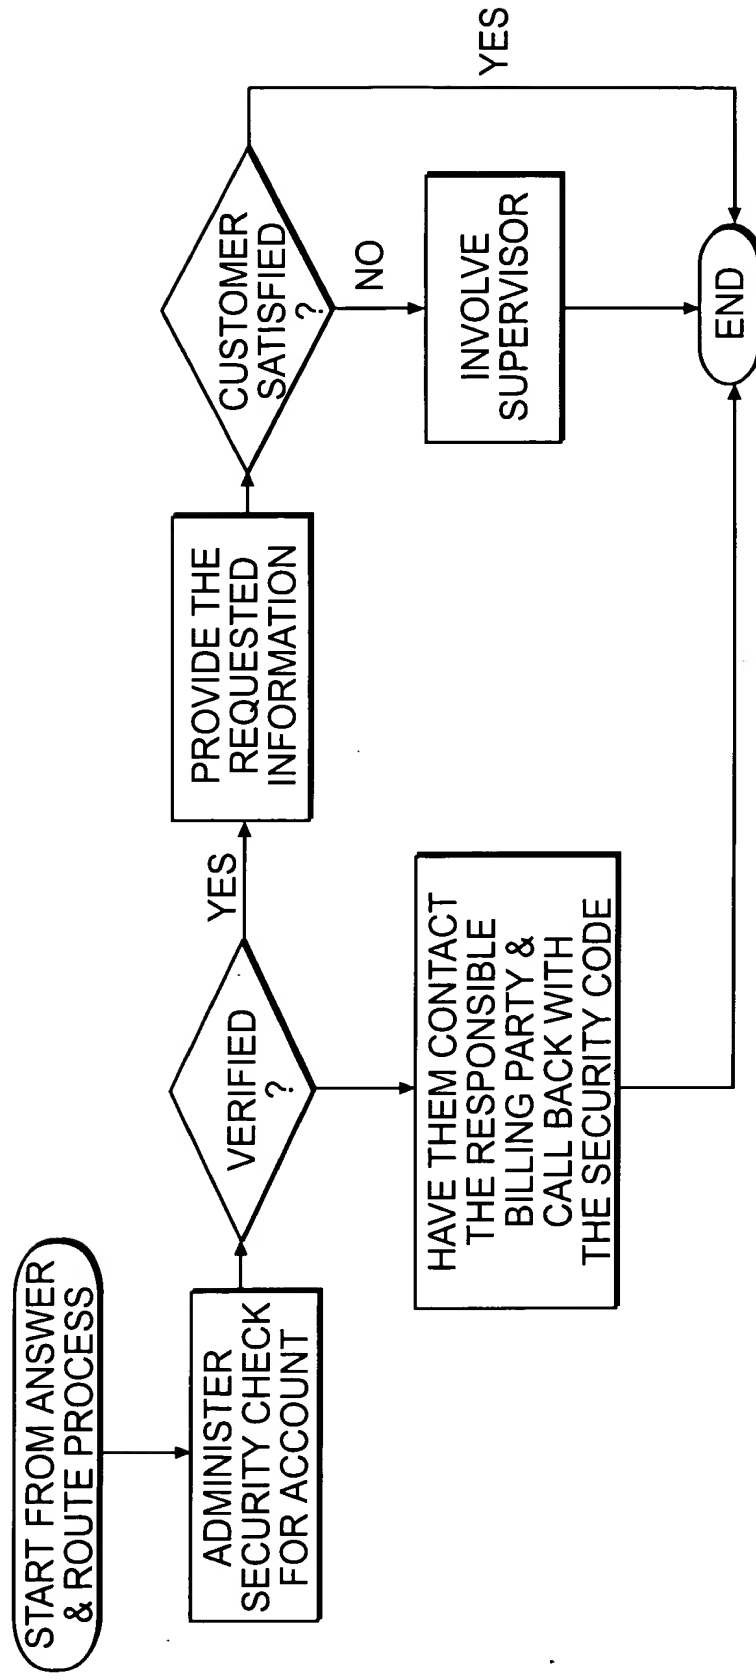 START FROM ANSWER
& ROUTE PROCESS
ADMINISTER
SECURITY CHECK
FOR ACCOUNT
VERIFIED
?
YES
HAVE THEM CONTACT
THE RESPONSIBLE
BILLING PARTY &
CALL BACK WITH
THE SECURITY CODE
PROVIDE THE
REQUESTED
INFORMATION
CUSTOMER
SATISFIED
?
NO
YES
INVOLVE
SUPERVISOR
END